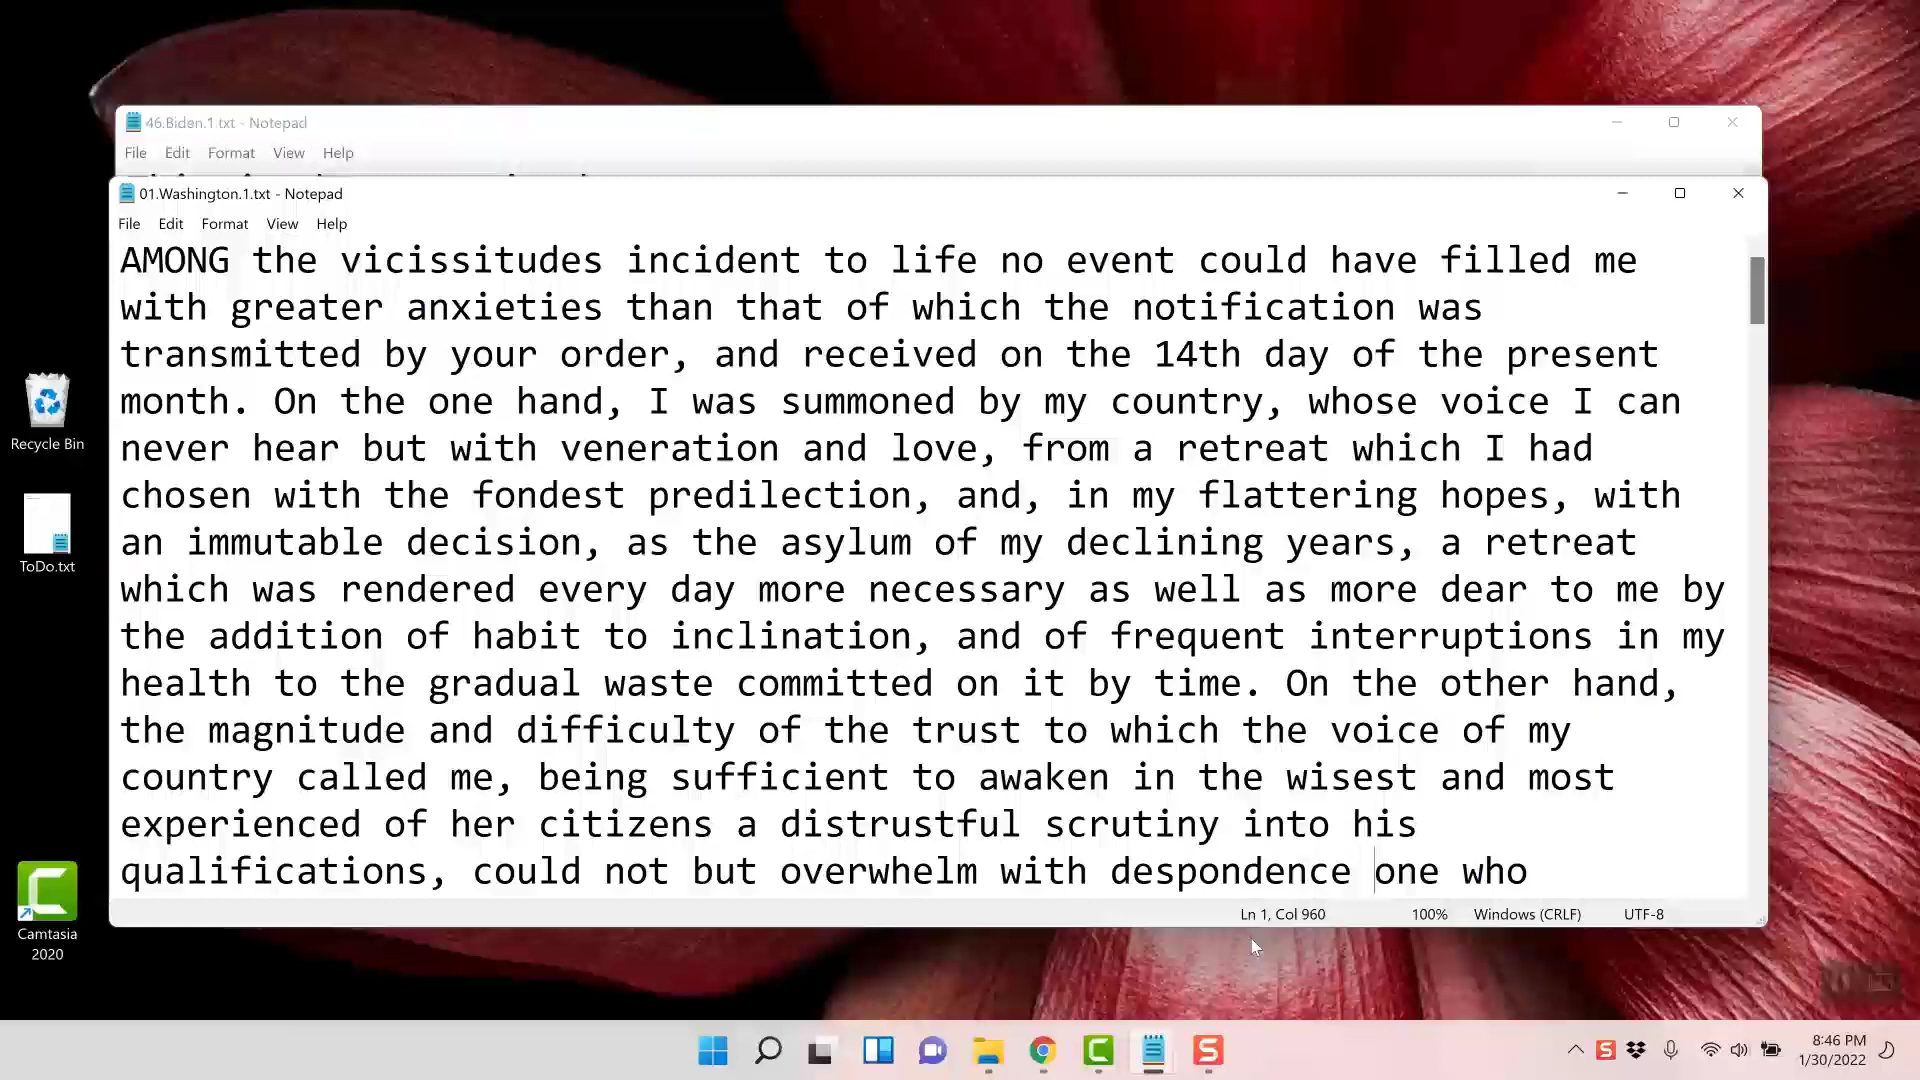 46.Biden.1.txt - Notepad
File Edit Format View Help
01.Washington.1.txt - Notepad
File Edit Format View Help
AMONG the vicissitudes incident to life no event could have filled me
with greater anxieties than that of which the notification was
transmitted by your order, and received on the 14th day of the present
month. On the one hand, I was summoned by my country, whose voice I can
never hear but with veneration and love, from a retreat which I had
chosen with the fondest predilection, and, in my flattering hopes, with
an immutable decision, as the asylum of my declining years, a retreat
which was rendered every day more necessary as well as more dear to me by
the addition of habit to inclination, and of frequent interruptions in my
health to the gradual waste committed on it by time. On the other hand,
the magnitude and difficulty of the trust to which the voice of my
country called me, being sufficient to awaken in the wisest and most
experienced of her citizens a distrustful scrutiny into his
qualifications, could not but overwhelm with despondence one who
Ln 1, Col 960 100% Windows (CRLF) UTF-8
Recycle Bin
ToDo.txt
Camtasia
2020
8:46 PM
1/30/2022